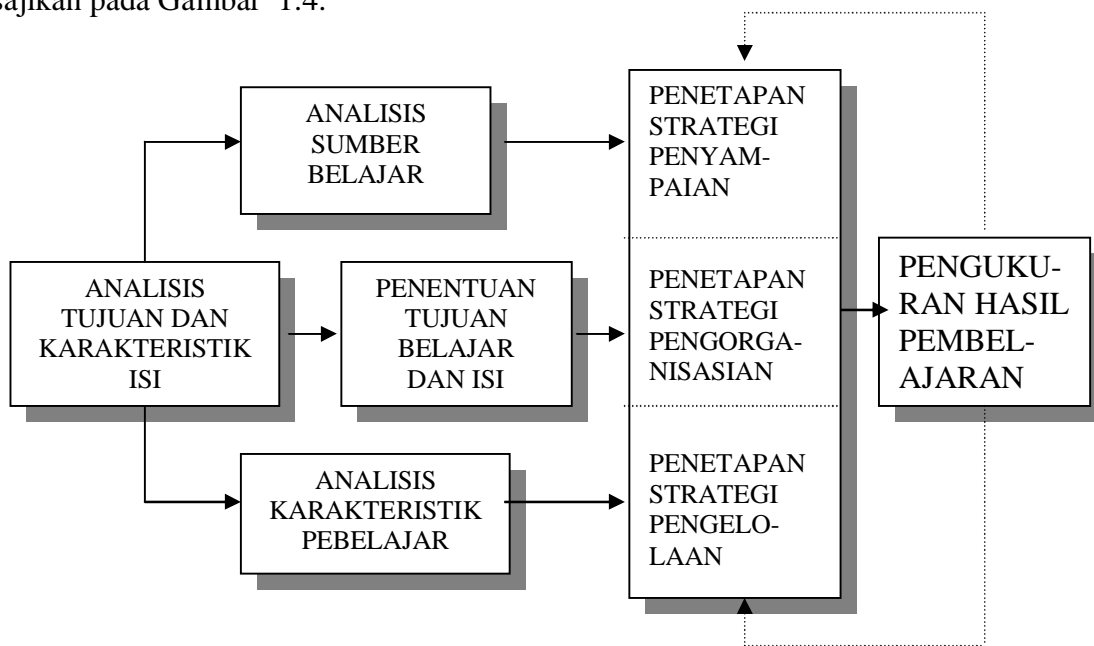 sajikan pada Gambar 1.4.
ANALISIS
SUMBER
BELAJAR
PENETAPAN
STRATEGI
PENYAM-
PAIAN
ANALISIS
TUJUAN DAN
KARAKTERISTIK
ISI
PENENTUAN
TUJUAN
BELAJAR
DAN ISI
PENETAPAN
STRATEGI
PENGORGA-
NISASIAN
PENGUKU-
RAN HASIL
PEMBEL-
AJARAN
ANALISIS
KARAKTERISTIK
PEBELAJAR
PENETAPAN
STRATEGI
PENGELO-
LAAN